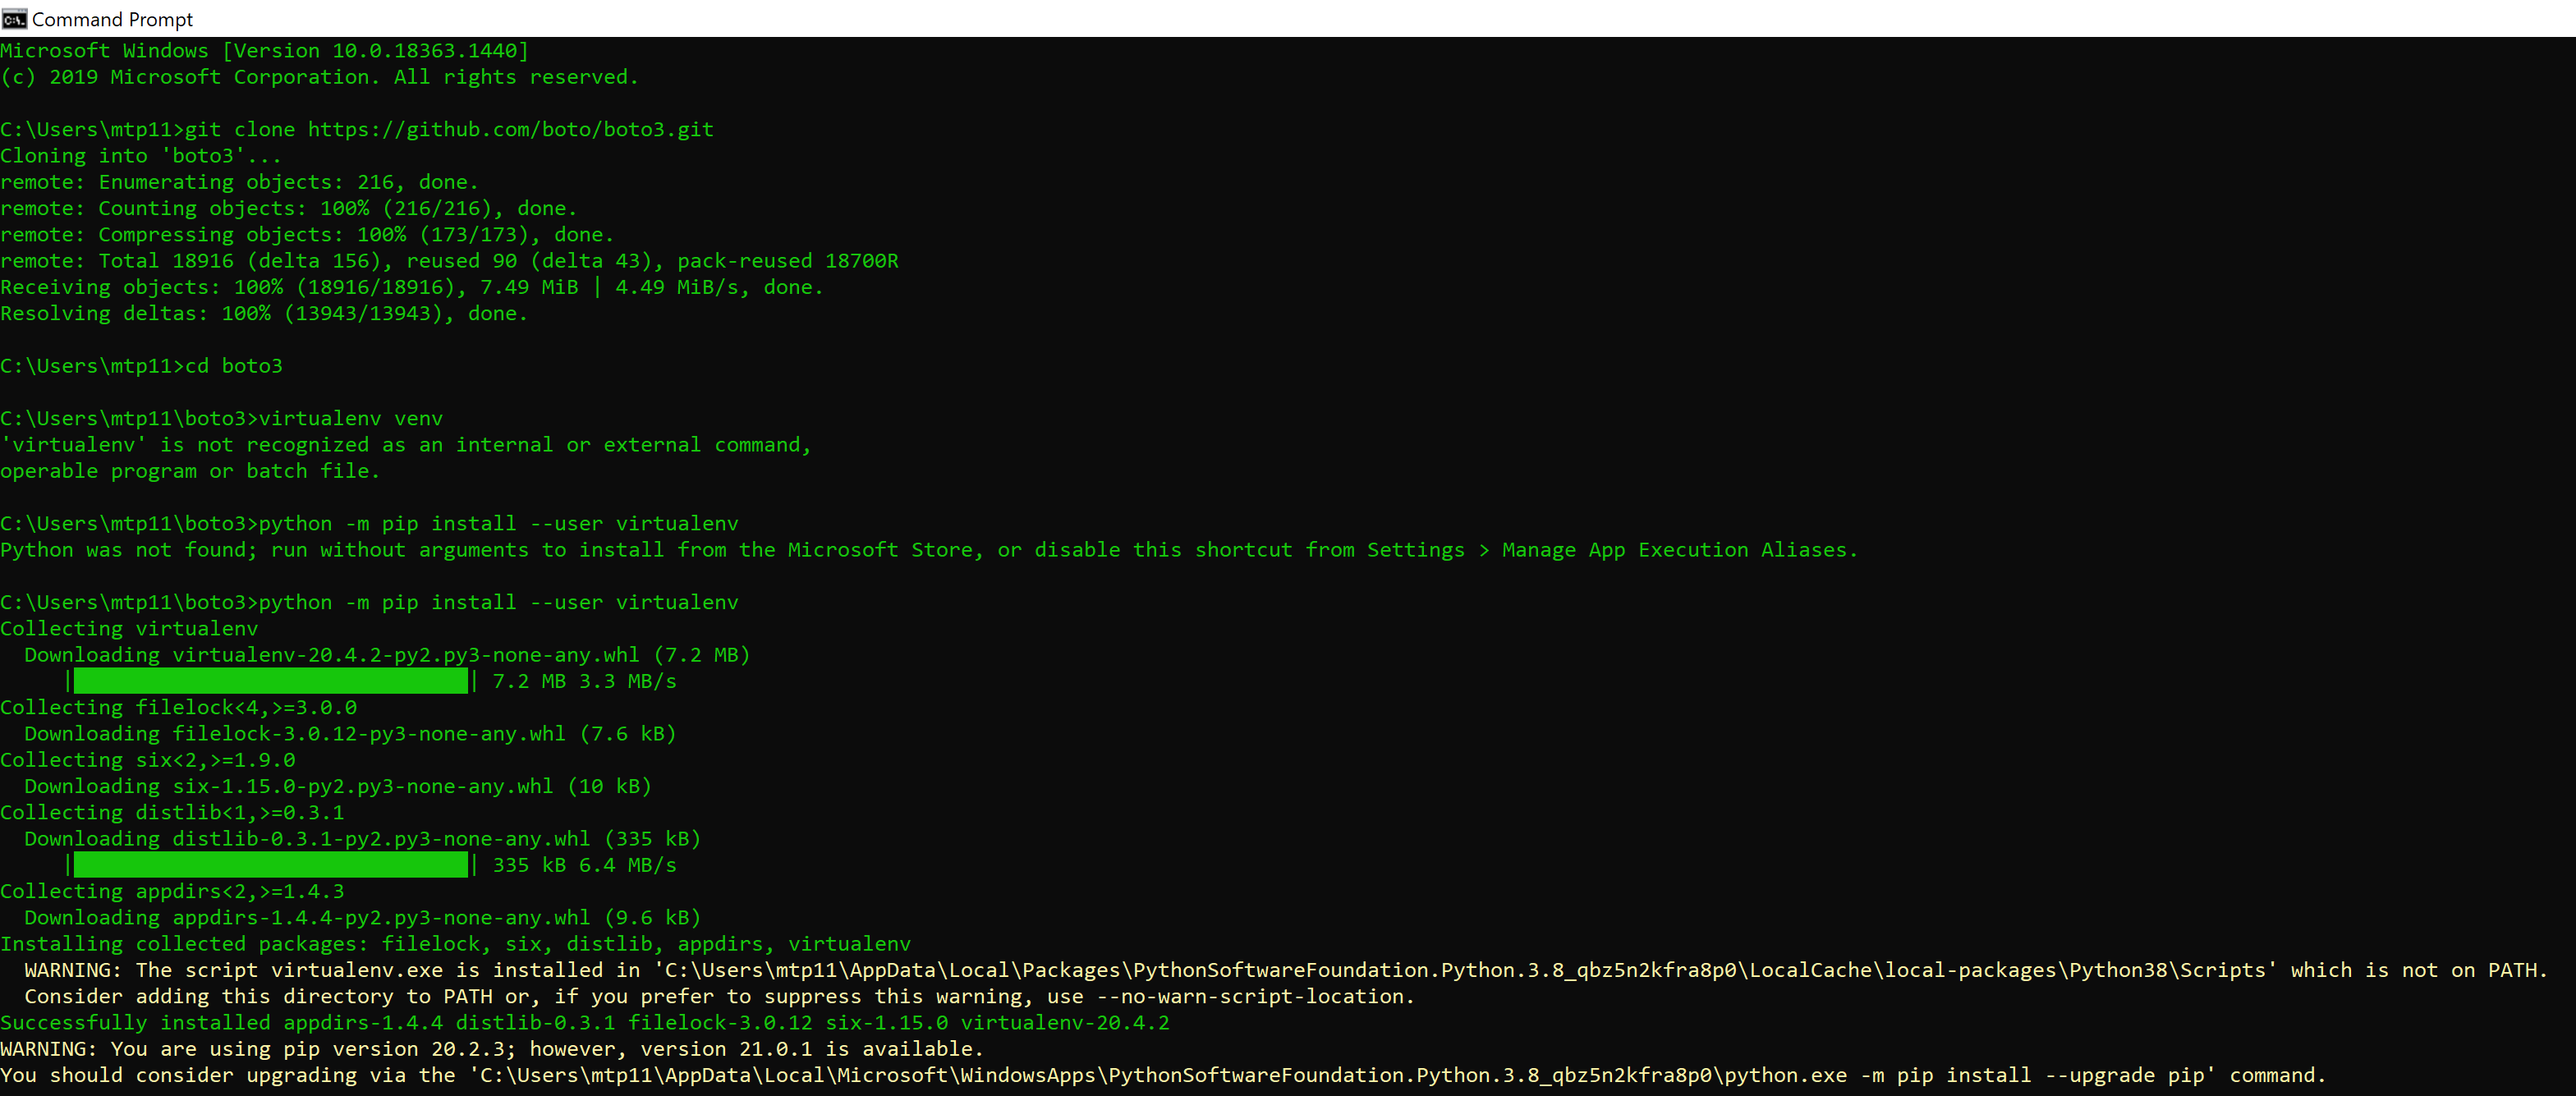 Command Prompt
Microsoft Windows [Version 10.0.18363.1440]
(c) 2019 Microsoft Corporation. All rights reserved.
C:\Users\mtp11>git clone https://github.com/boto/boto3.git
Cloning into 'boto3'...
remote: Enumerating objects: 216, done.
remote: Counting objects: 100% (216/216), done.
remote: Compressing objects: 100% (173/173), done.
remote: Total 18916 (delta 156), reused 90 (delta 43), pack-reused 18700R
Receiving objects: 100% (18916/18916), 7.49 MiB | 4.49 MiB/s, done.
Resolving deltas: 100% (13943/13943), done.
C:\Users\mtp11>cd boto3
C:\Users\mtp11\boto3>virtualenv venv
'virtualenv' is not recognized as an internal or external command,
operable program or batch file.
C:\Users\mtp11\boto3>python -m pip install --user virtualenv
Python was not found; run without arguments to install from the Microsoft Store, or disable this shortcut from Settings > Manage App Execution Aliases.
C:\Users\mtp11\boto3>python -m pip install --user virtualenv
Collecting virtualenv
  Downloading virtualenv-20.4.2-py2.py3-none-any.whl (7.2 MB)
     |████████████████████████████████| 7.2 MB 3.3 MB/s
Collecting filelock<4,>=3.0.0
  Downloading filelock-3.0.12-py3-none-any.whl (7.6 kB)
Collecting six<2,>=1.9.0
  Downloading six-1.15.0-py2.py3-none-any.whl (10 kB)
Collecting distlib<1,>=0.3.1
  Downloading distlib-0.3.1-py2.py3-none-any.whl (335 kB)
     |████████████████████████████████| 335 kB 6.4 MB/s
Collecting appdirs<2,>=1.4.3
  Downloading appdirs-1.4.4-py2.py3-none-any.whl (9.6 kB)
Installing collected packages: filelock, six, distlib, appdirs, virtualenv
  WARNING: The script virtualenv.exe is installed in 'C:\Users\mtp11\AppData\Local\Packages\PythonSoftwareFoundation.Python.3.8_qbz5n2kfra8p0\LocalCache\local-packages\Python38\Scripts' which is not on PATH.
  Consider adding this directory to PATH or, if you prefer to suppress this warning, use --no-warn-script-location.
Successfully installed appdirs-1.4.4 distlib-0.3.1 filelock-3.0.12 six-1.15.0 virtualenv-20.4.2
WARNING: You are using pip version 20.2.3; however, version 21.0.1 is available.
You should consider upgrading via the 'C:\Users\mtp11\AppData\Local\Microsoft\WindowsApps\PythonSoftwareFoundation.Python.3.8_qbz5n2kfra8p0\python.exe -m pip install --upgrade pip' command.